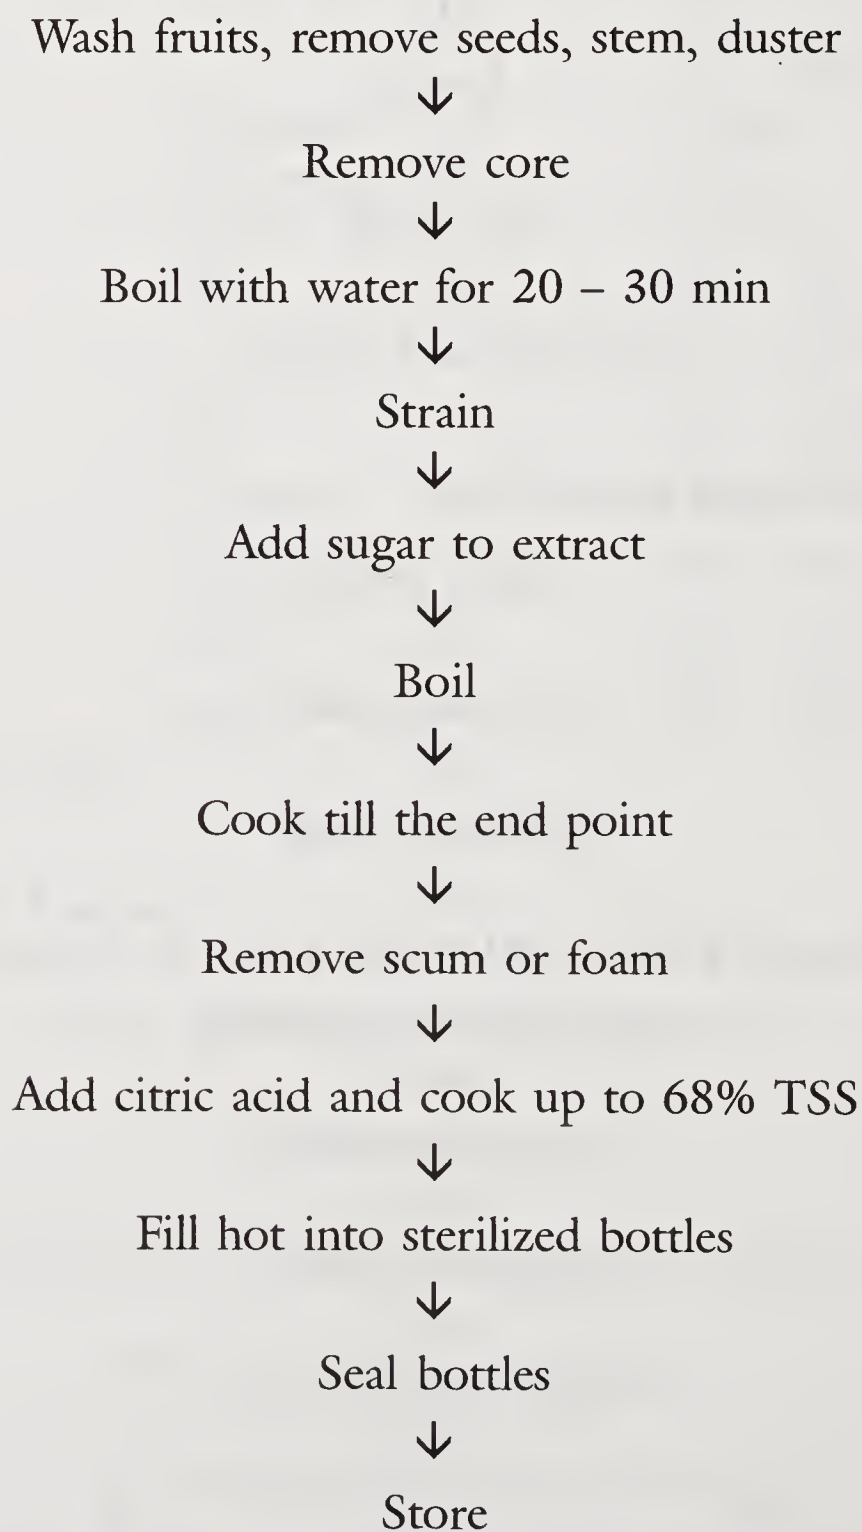 Wash fruits, remove seeds, stem, duster
↓
Remove core
↓
Boil with water for 20 – 30 min
↓
Strain
↓
Add sugar to extract
↓
Boil
↓
Cook till the end point
↓
Remove scum or foam
↓
Add citric acid and cook up to 68% TSS
↓
Fill hot into sterilized bottles
↓
Seal bottles
↓
Store